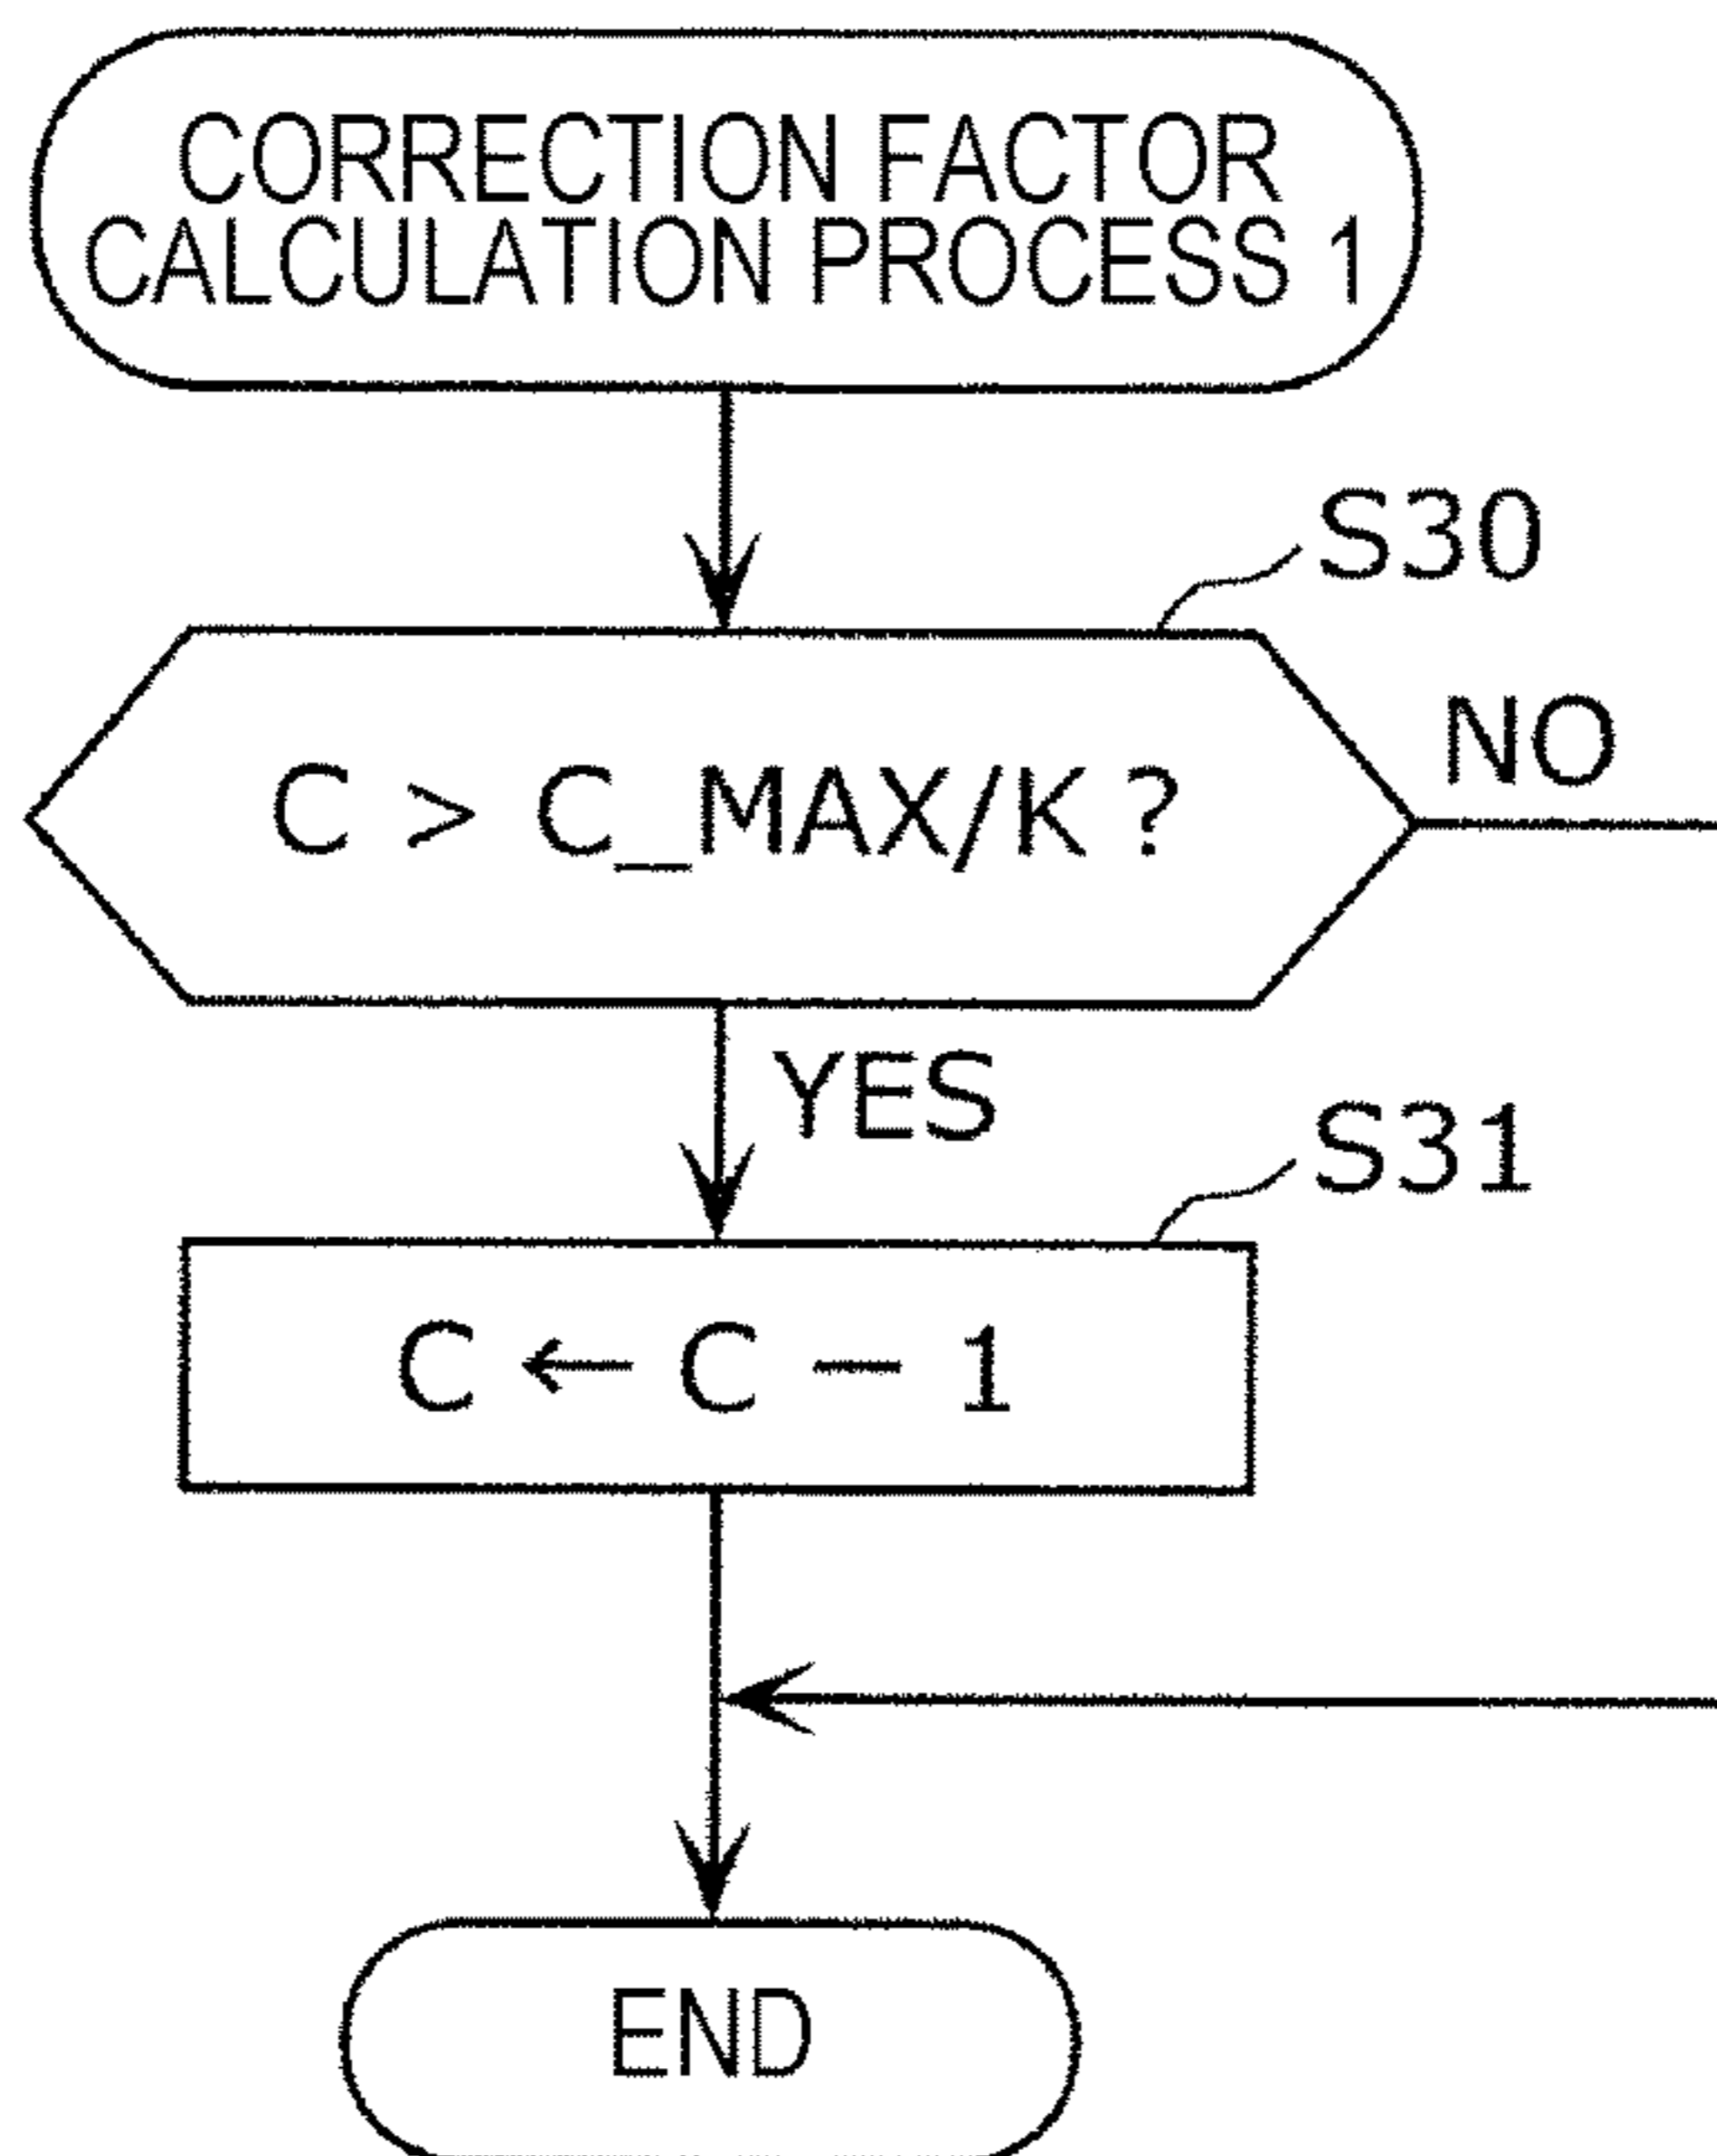 CORRECTION FACTOR
CALCULATION PROCESS 1
S30
C > C_MAX/K ?
NO
YES
S31
C ← C − 1
END